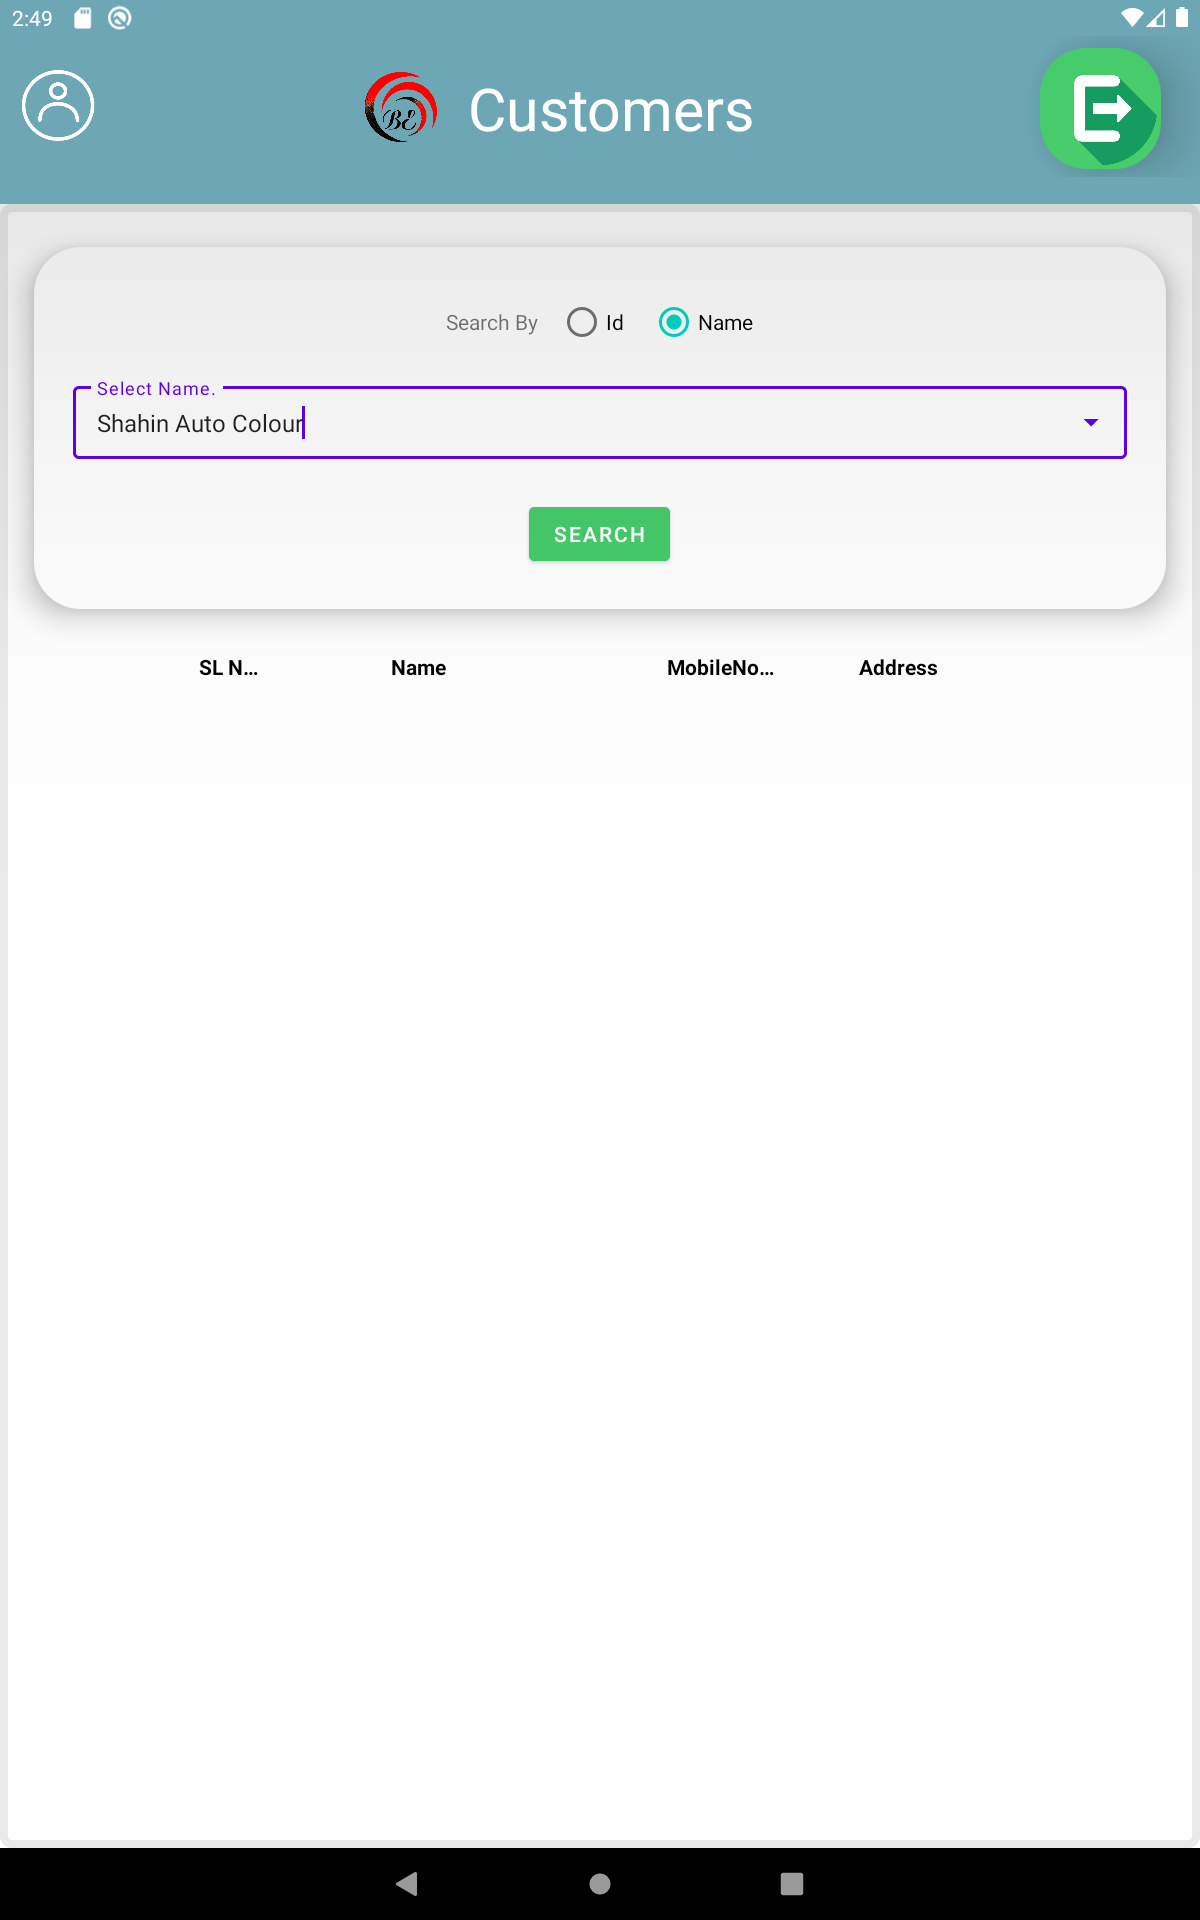 2:49
BE Customers
Search By Id Name
Select Name.
Shahin Auto Colour
SEARCH
SL N... Name MobileNo... Address